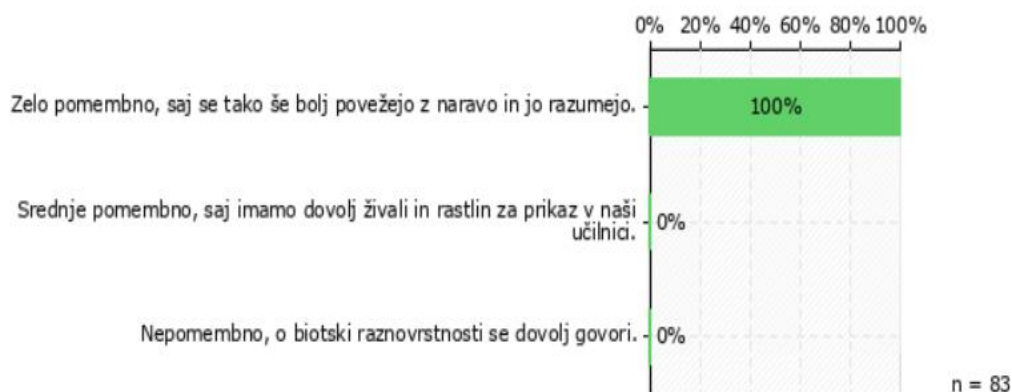 0% 20% 40% 60% 80% 100%
Zelo pomembno, saj se tako še bolj povežejo z naravo in jo razumejo.
100%
Srednje pomembno, saj imamo dovolj živali in rastlin za prikaz v naši
učilnici.
0%
Nepomembno, o biotski raznovrstnosti se dovolj govori.
0%
n = 83